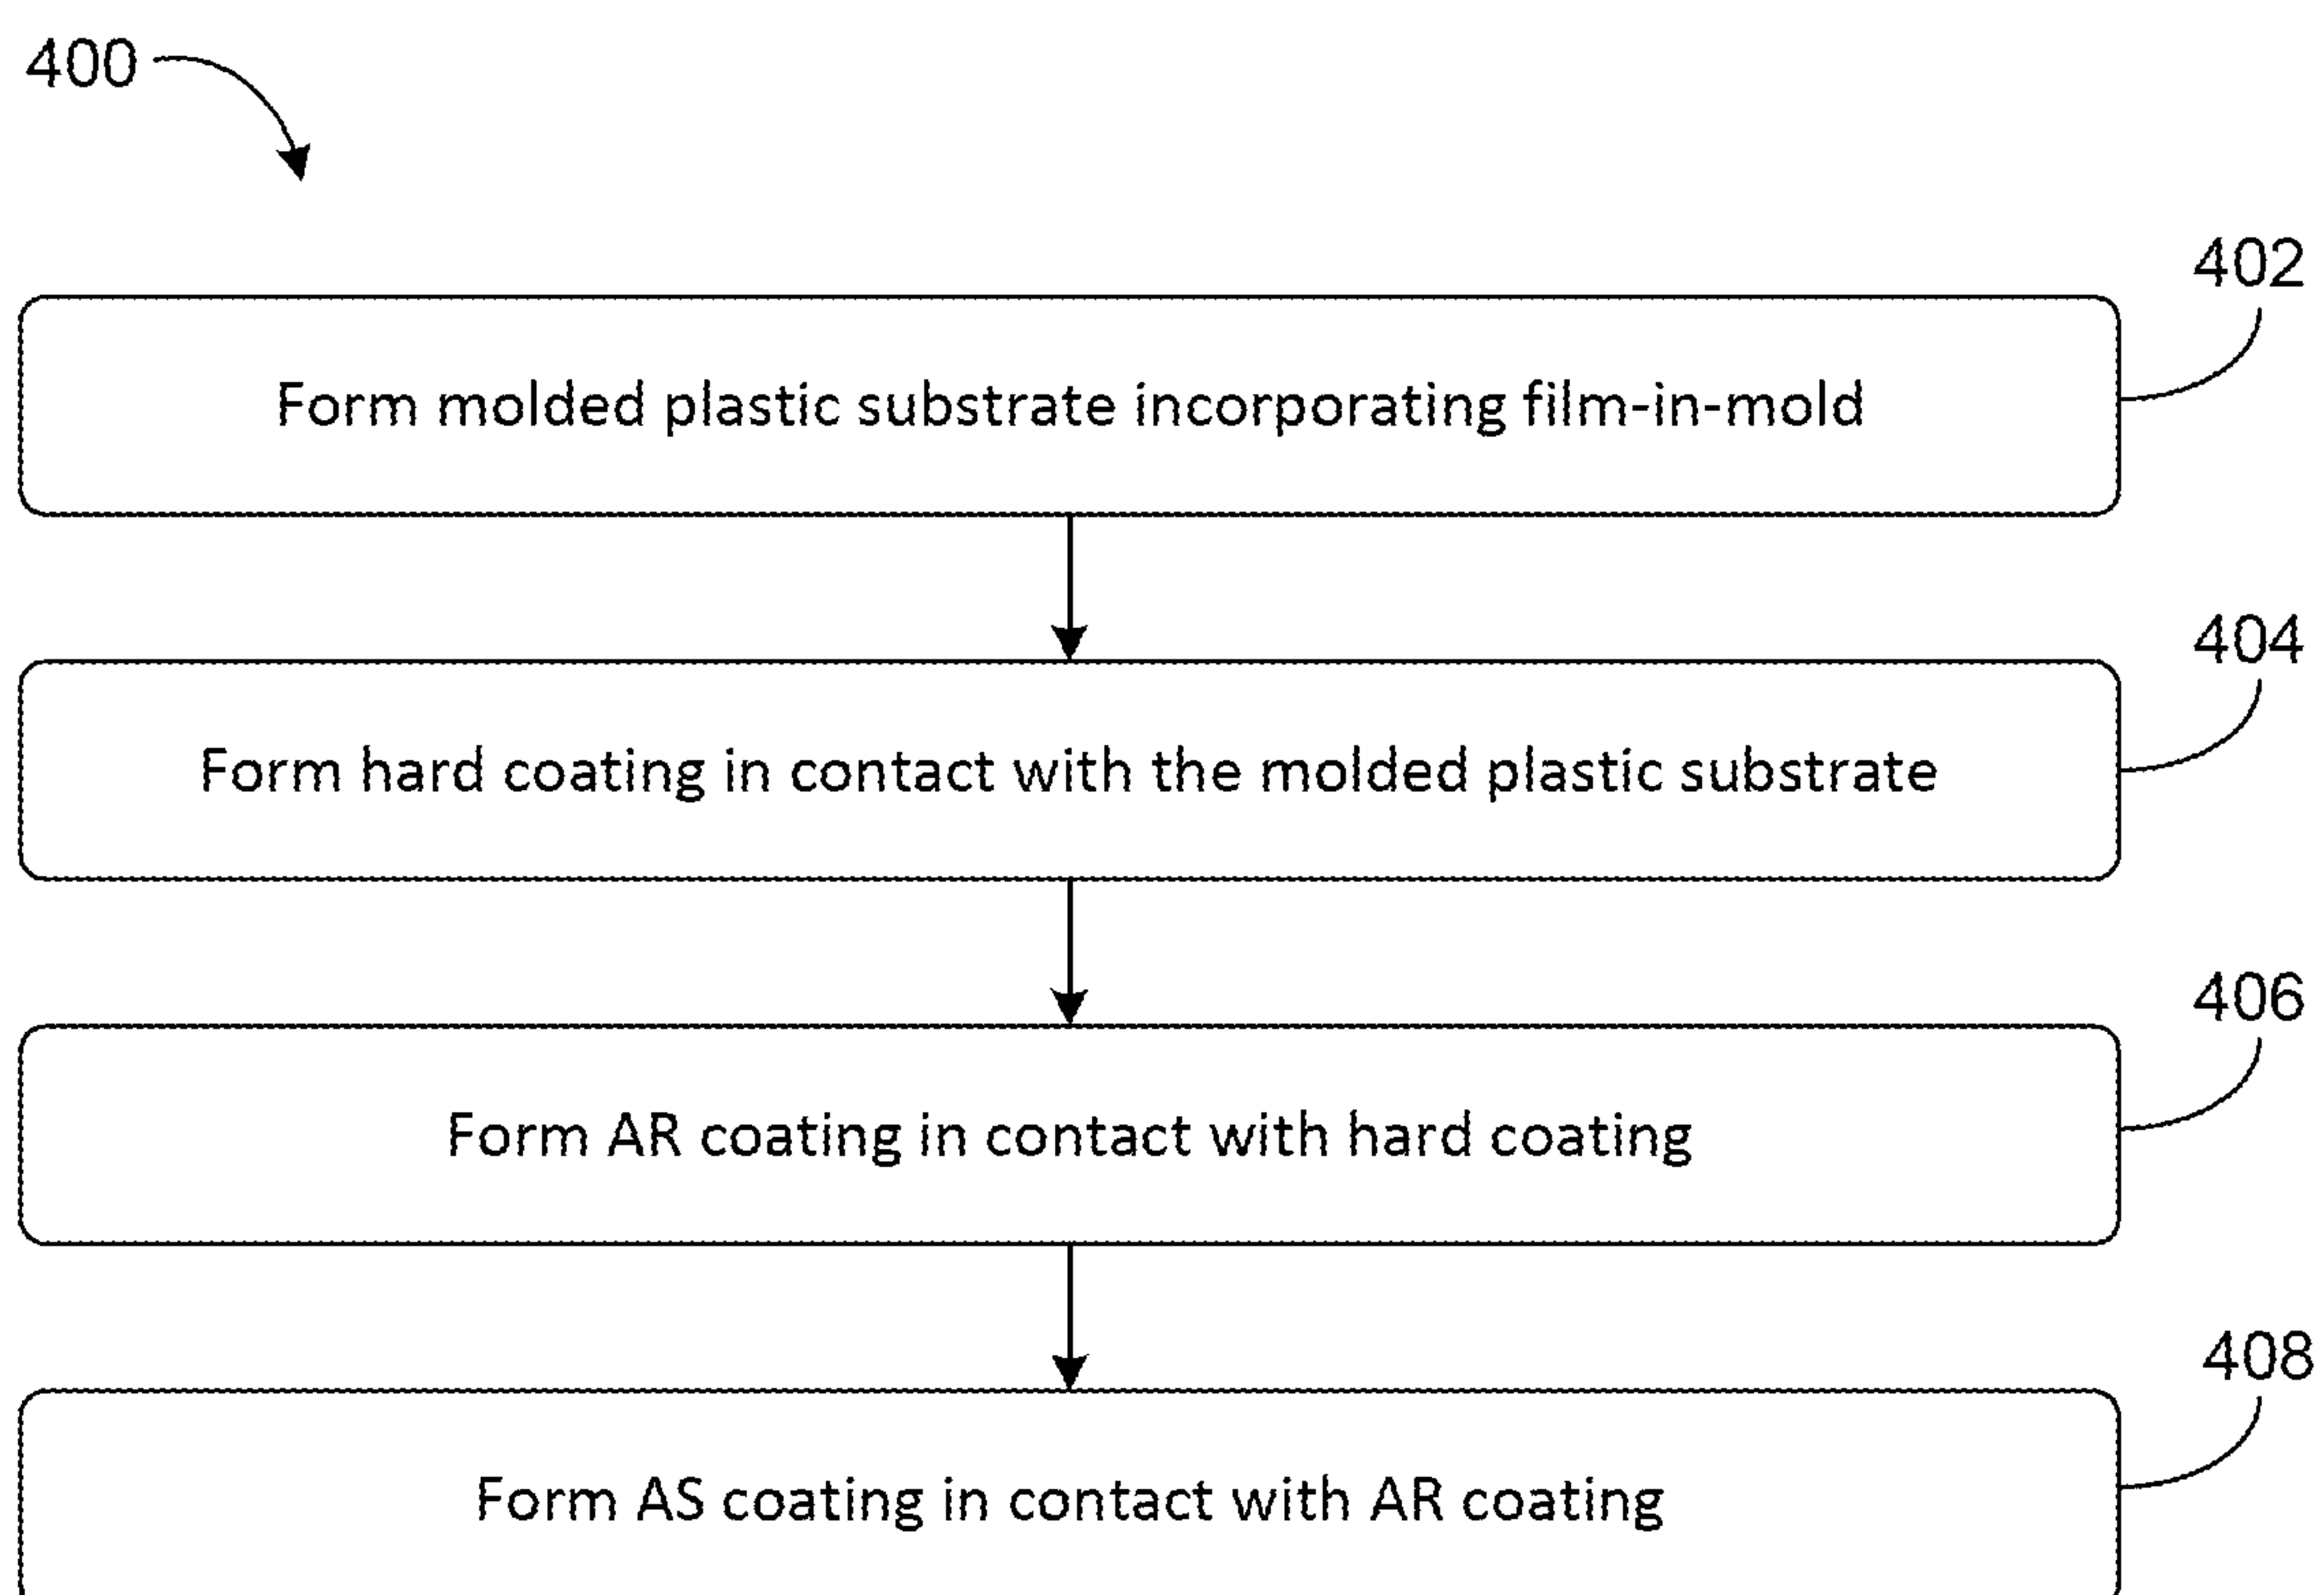 400
402
Form molded plastic substrate incorporating film-in-mold
404
Form hard coating in contact with the molded plastic substrate
406
Form AR coating in contact with hard coating
408
Form AS coating in contact with AR coating